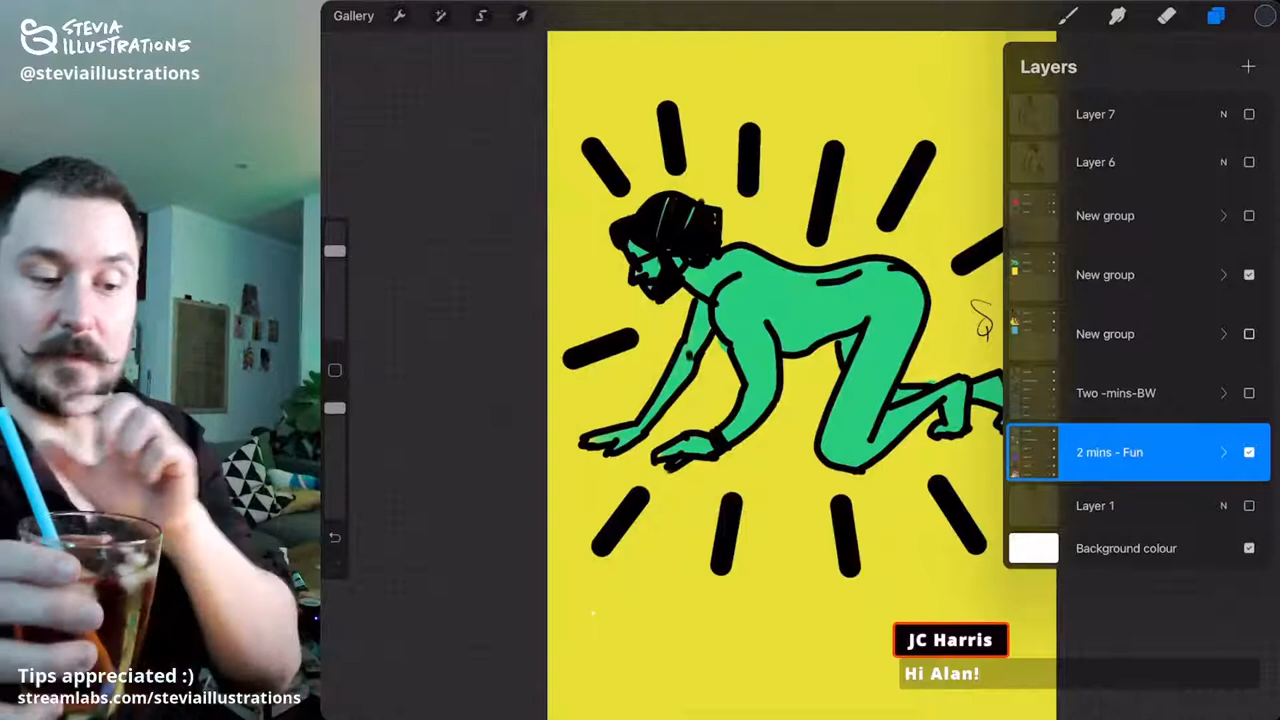 STEVIA
ILLUSTRATIONS
@steviaillustrations
Gallery
Layers
Layer 7
N
Layer 6
N
New group
New group
New group
Two -mins-BW
2 mins - Fun
Layer 1
N
Background colour
JC Harris
Hi Alan!
Tips appreciated :)
streamlabs.com/steviaillustrations